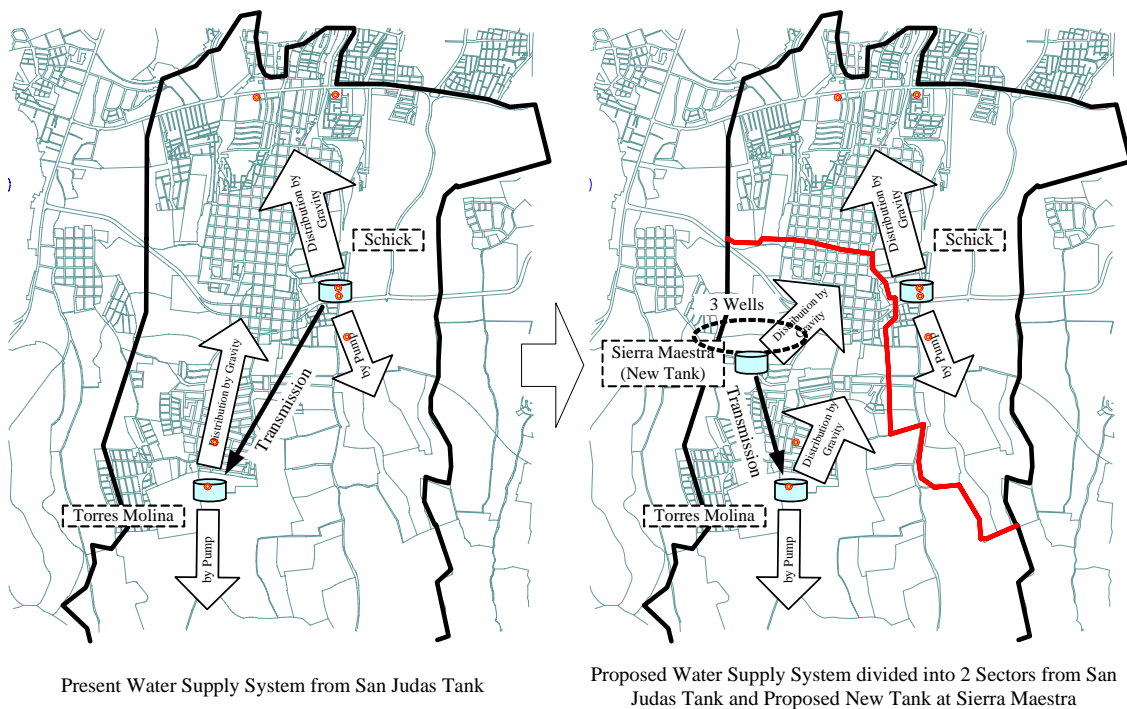 Distribution by
Gravity
Schick
Distribution by Gravity
Transmission
by Pump
Torres Molina
by Pump
Present Water Supply System from San Judas Tank
Distribution by
Gravity
Schick
3 Wells
Distribution by
Gravity
Sierra Maestra
(New Tank)
by Pump
Transmission
Distribution by
Gravity
Torres Molina
by Pump
Proposed Water Supply System divided into 2 Sectors from San
Judas Tank and Proposed New Tank at Sierra Maestra